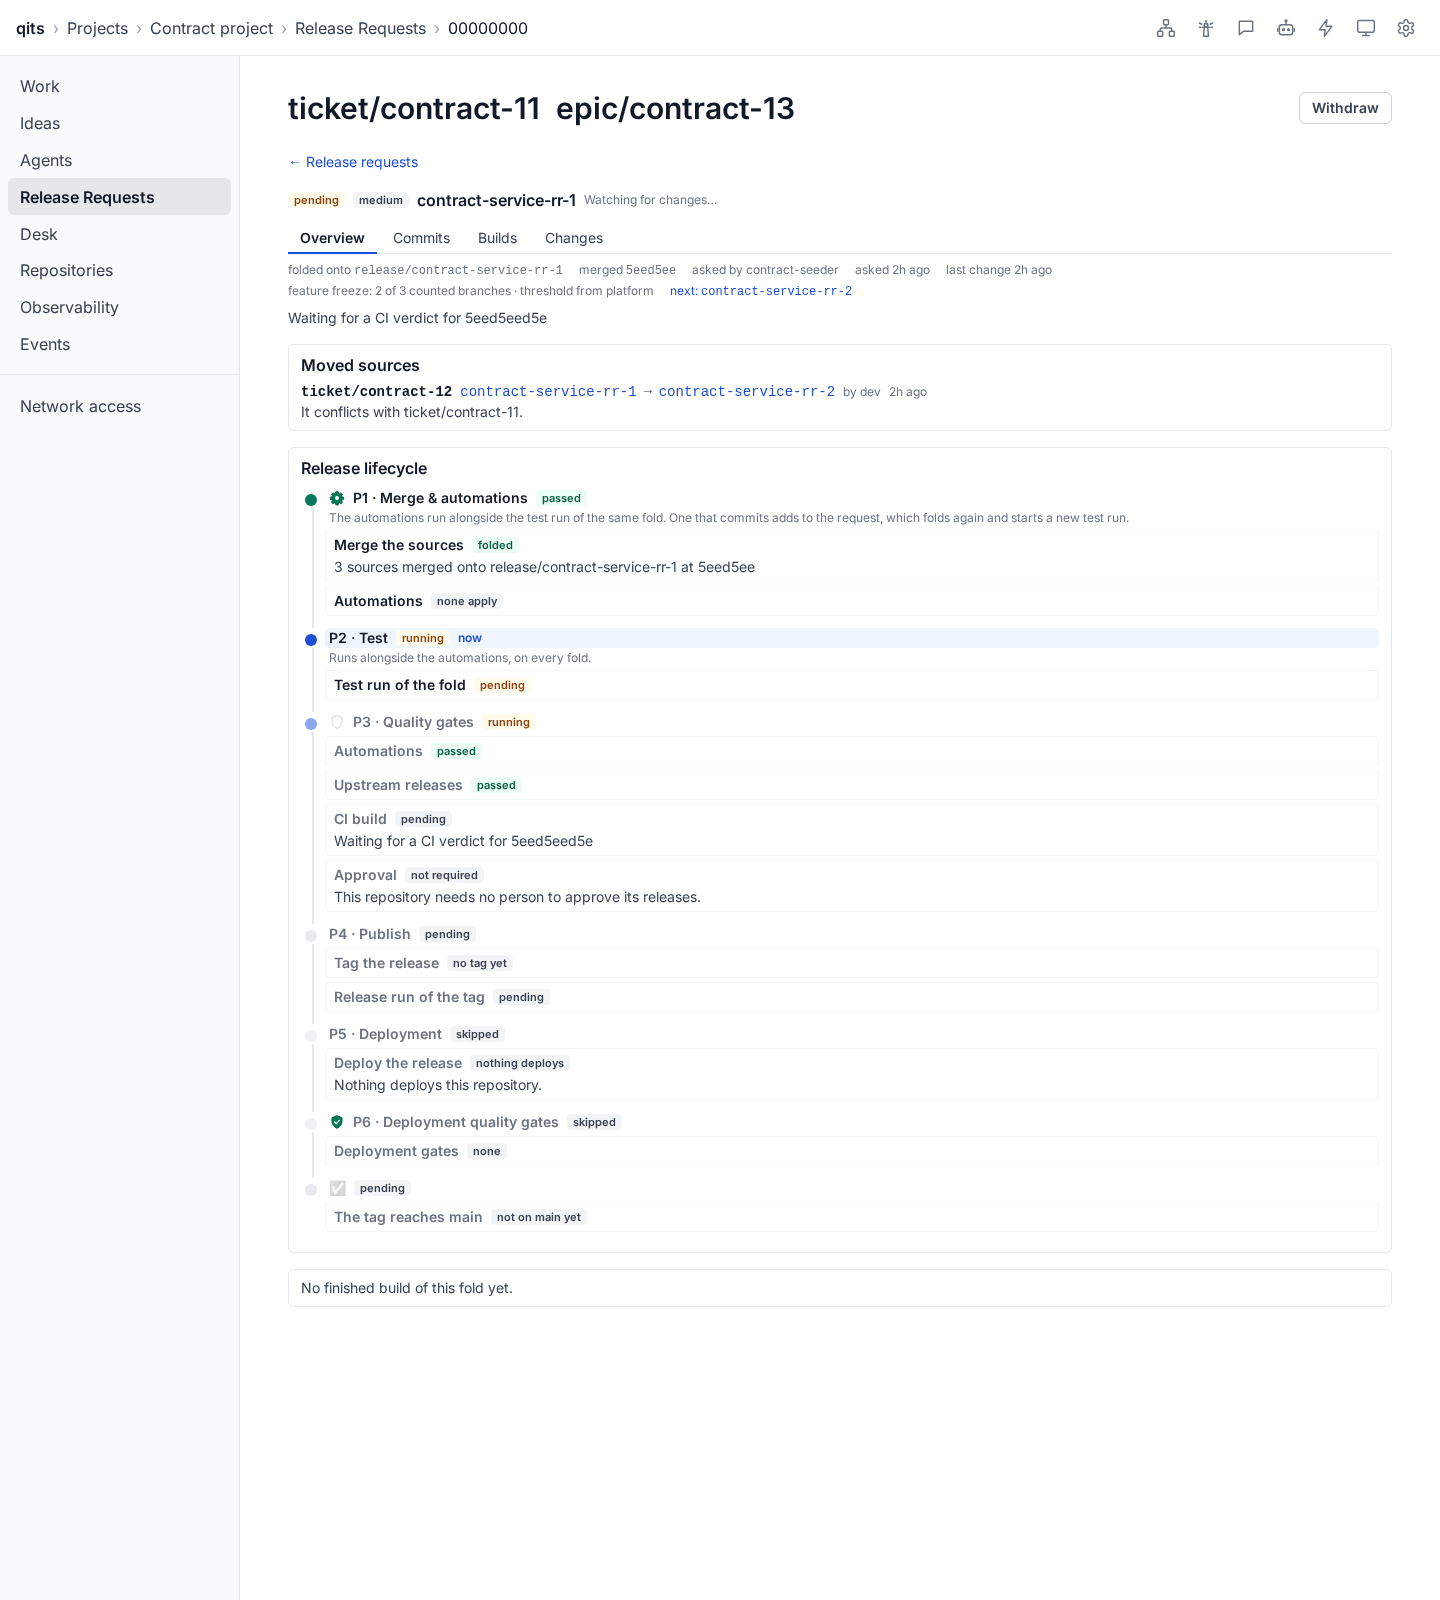 qits › Projects › Contract project › Release Requests › 00000000
Work
Ideas
Agents
Release Requests
Desk
Repositories
Observability
Events
Network access
ticket/contract-11 epic/contract-13
Withdraw
← Release requests
pending medium contract-service-rr-1 Watching for changes...
Overview Commits Builds Changes
folded onto release/contract-service-rr-1 merged 5eed5ee asked by contract-seeder asked 2h ago last change 2h ago
feature freeze: 2 of 3 counted branches · threshold from platform next: contract-service-rr-2
Waiting for a CI verdict for 5eed5eed5e
Moved sources
ticket/contract-12 contract-service-rr-1 → contract-service-rr-2 by dev 2h ago
It conflicts with ticket/contract-11.
Release lifecycle
P1 · Merge & automations passed
The automations run alongside the test run of the same fold. One that commits adds to the request, which folds again and starts a new test run.
Merge the sources folded
3 sources merged onto release/contract-service-rr-1 at 5eed5ee
Automations none apply
P2 · Test running now
Runs alongside the automations, on every fold.
Test run of the fold pending
P3 · Quality gates running
Automations passed
Upstream releases passed
CI build pending
Waiting for a CI verdict for 5eed5eed5e
Approval not required
This repository needs no person to approve its releases.
P4 · Publish pending
Tag the release no tag yet
Release run of the tag pending
P5 · Deployment skipped
Deploy the release nothing deploys
Nothing deploys this repository.
P6 · Deployment quality gates skipped
Deployment gates none
pending
The tag reaches main not on main yet
No finished build of this fold yet.